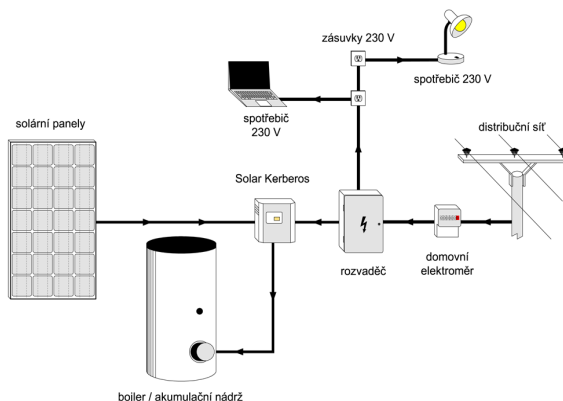 zásuvky 230 V
spotřebič 230 V
spotřebič
230 V
solární panely
distribuční síť
Solar Kerberos
rozvaděč
domovní
elektroměr
boiler / akumulační nádrž